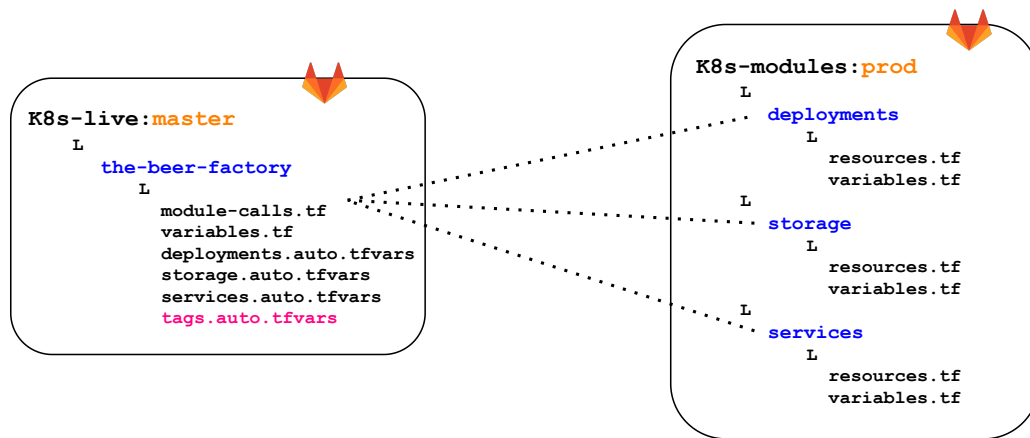 K8s-live:master
L
the-beer-factory
L
module-calls.tf
variables.tf
deployments.auto.tfvars
storage.auto.tfvars
services.auto.tfvars
tags.auto.tfvars
K8s-modules:prod
L
deployments
L
resources.tf
variables.tf
L
storage
L
resources.tf
variables.tf
L
services
L
resources.tf
variables.tf